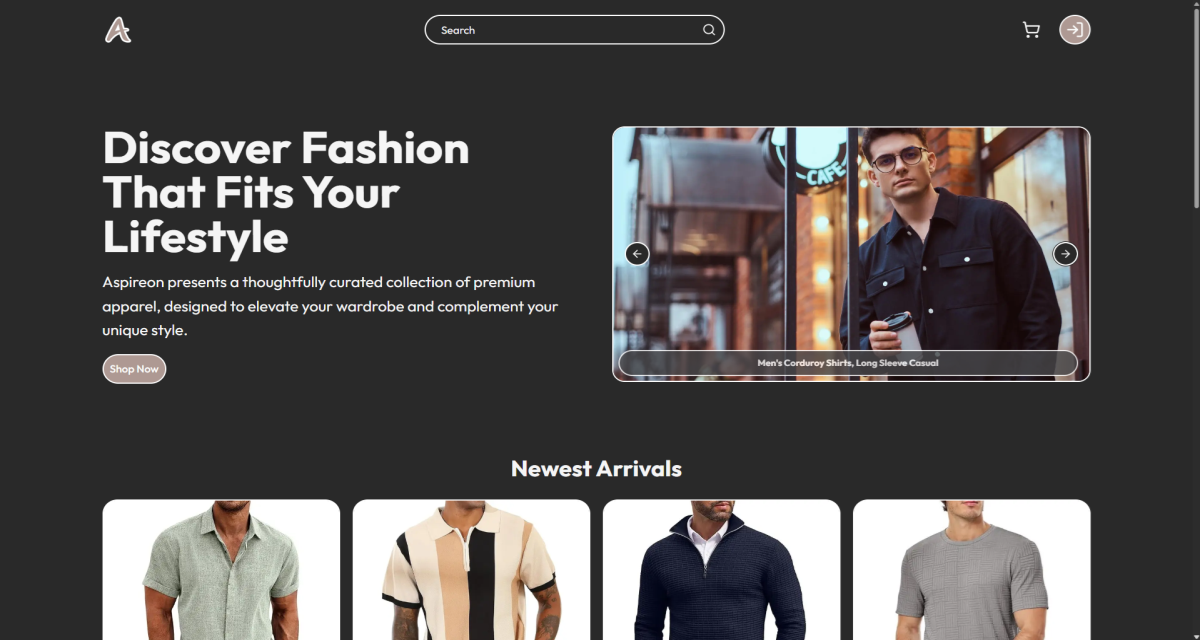 A
Search
Discover Fashion
That Fits Your
Lifestyle
Aspireon presents a thoughtfully curated collection of premium
apparel, designed to elevate your wardrobe and complement your
unique style.
Shop Now
CAFE
Men's Corduroy Shirts, Long Sleeve Casual
Newest Arrivals